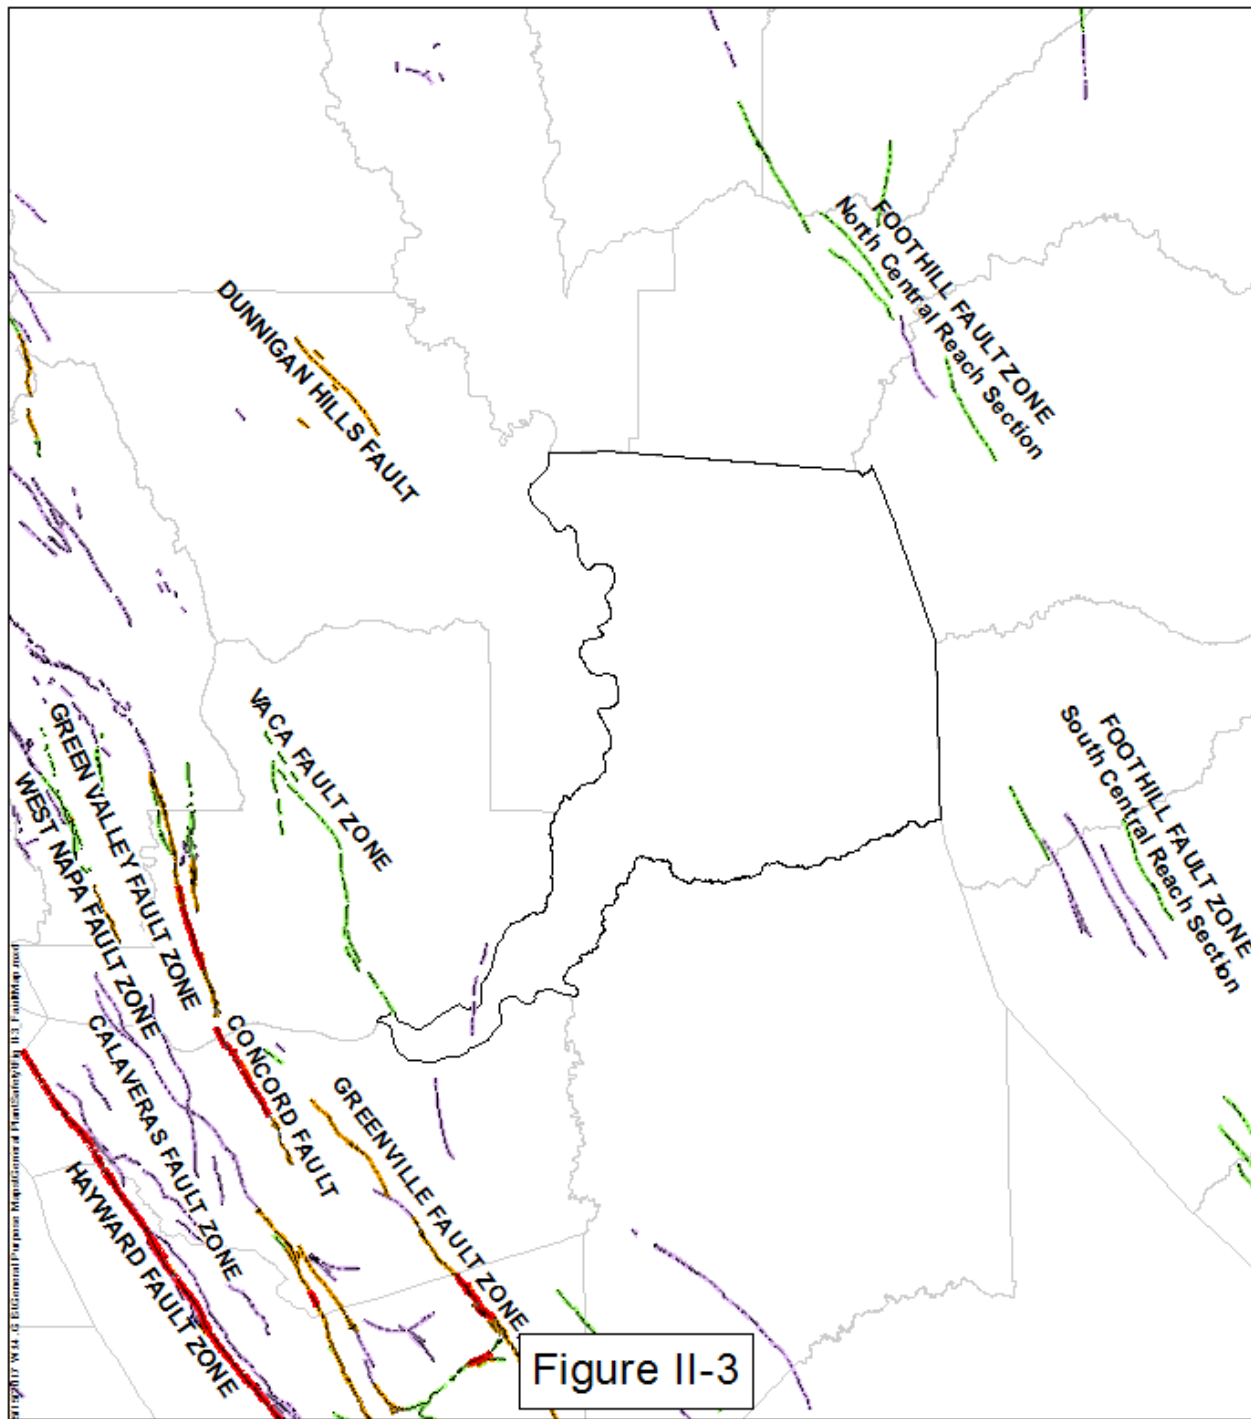 FOOTHILL FAULT ZONE
North Central Reach Section
DUNNIGAN HILLS FAULT
VACA FAULT ZONE
GREEN VALLEY FAULT ZONE
WEST NAPA FAULT ZONE
FOOTHILL FAULT ZONE
South Central Reach Section
CONCORD FAULT
CALAVERAS FAULT ZONE
GREENVILLE FAULT ZONE
HAYWARD FAULT ZONE
Figure II-3